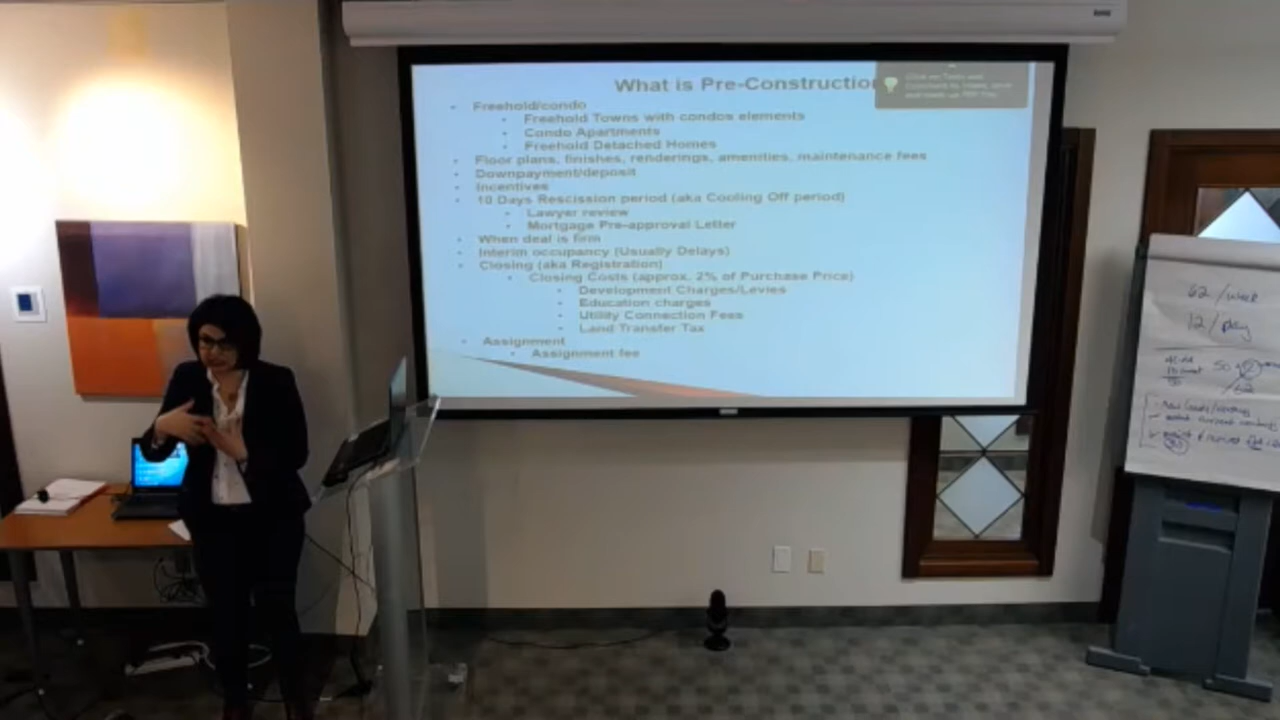 What is Pre-Construction
Freehold/condo
Freehold Towns with condos elements
Condo Apartments
Freehold Detached Homes
Floor plans, finishes, renderings, amenities, maintenance fees
Downpayment/deposit
Incentives
10 Days Rescission period (aka Cooling Off period)
Lawyer review
Mortgage Pre-approval Letter
When deal is firm
Interim occupancy (Usually Delays)
Closing (aka Registration)
Closing Costs (approx. 2% of Purchase Price)
Development Charges/Levies
Education charges
Utility Connection Fees
Land Transfer Tax
Assignment
Assignment fee
62 / week
12 / day
50